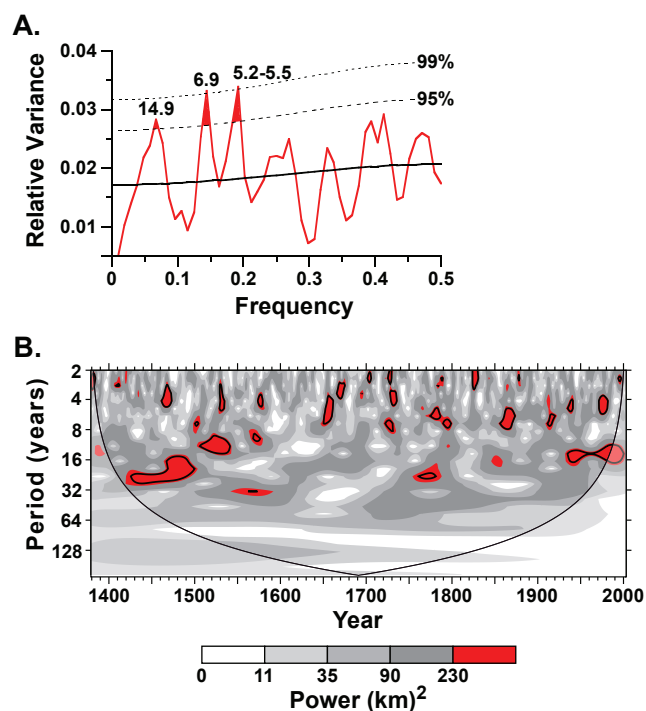 A.
Relative Variance
0.04
0.03
0.02
0.01
99%
95%
14.9
6.9
5.2-5.5
0 0.1 0.2 0.3 0.4 0.5
Frequency
B.
Period (years)
2
4
8
16
32
64
128
1400 1500 1600 1700 1800 1900 2000
Year
0 11 35 90 230
Power (km)²